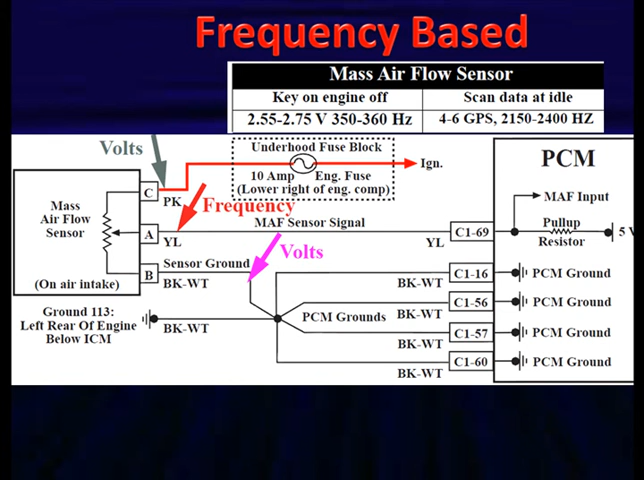 Frequency Based
Mass Air Flow Sensor
Key on engine off
Scan data at idle
2.55-2.75 V 350-360 Hz
4-6 GPS, 2150-2400 HZ
Volts
Underhood Fuse Block
10 Amp Eng. Fuse
(Lower right of eng. comp)
Ign.
PCM
Mass
Air Flow
Sensor
(On air intake)
C
PK
Frequency
A
YL
MAF Sensor Signal
YL
C1-69
MAF Input
Pullup
Resistor
5 V
B
Sensor Ground
BK-WT
Volts
BK-WT
C1-16
PCM Ground
Ground 113:
Left Rear Of Engine
Below ICM
BK-WT
PCM Grounds
BK-WT
C1-56
PCM Ground
BK-WT
C1-57
PCM Ground
BK-WT
C1-60
PCM Ground